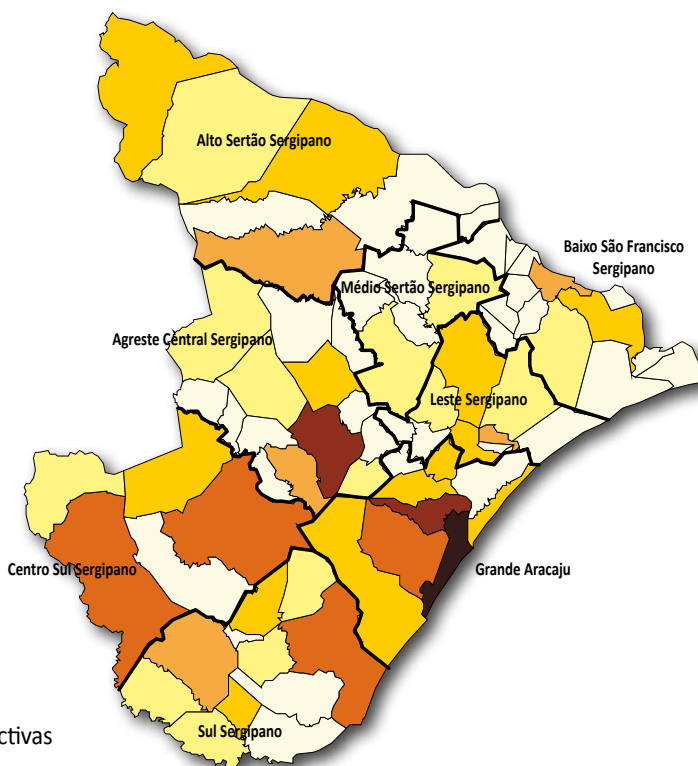 Alto Sertão Sergipano
Baixo São Francisco
Sergipano
Médio Sertão Sergipano
Agreste Central Sergipano
Leste Sergipano
Centro Sul Sergipano
Grande Aracaju
Sul Sergipano
ctivas